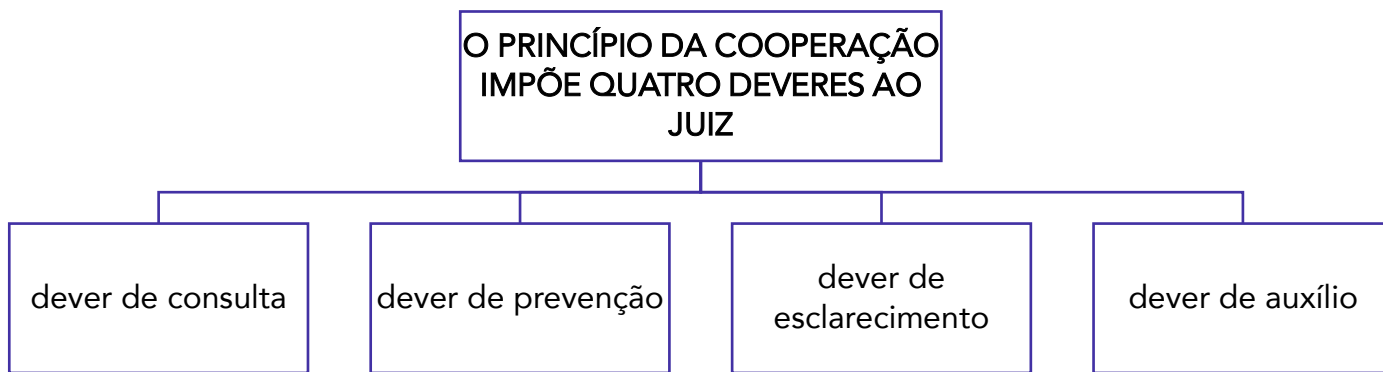 O PRINCÍPIO DA COOPERAÇÃO
IMPÕE QUATRO DEVERES AO
JUIZ
dever de consulta
dever de prevenção
dever de
esclarecimento
dever de auxílio